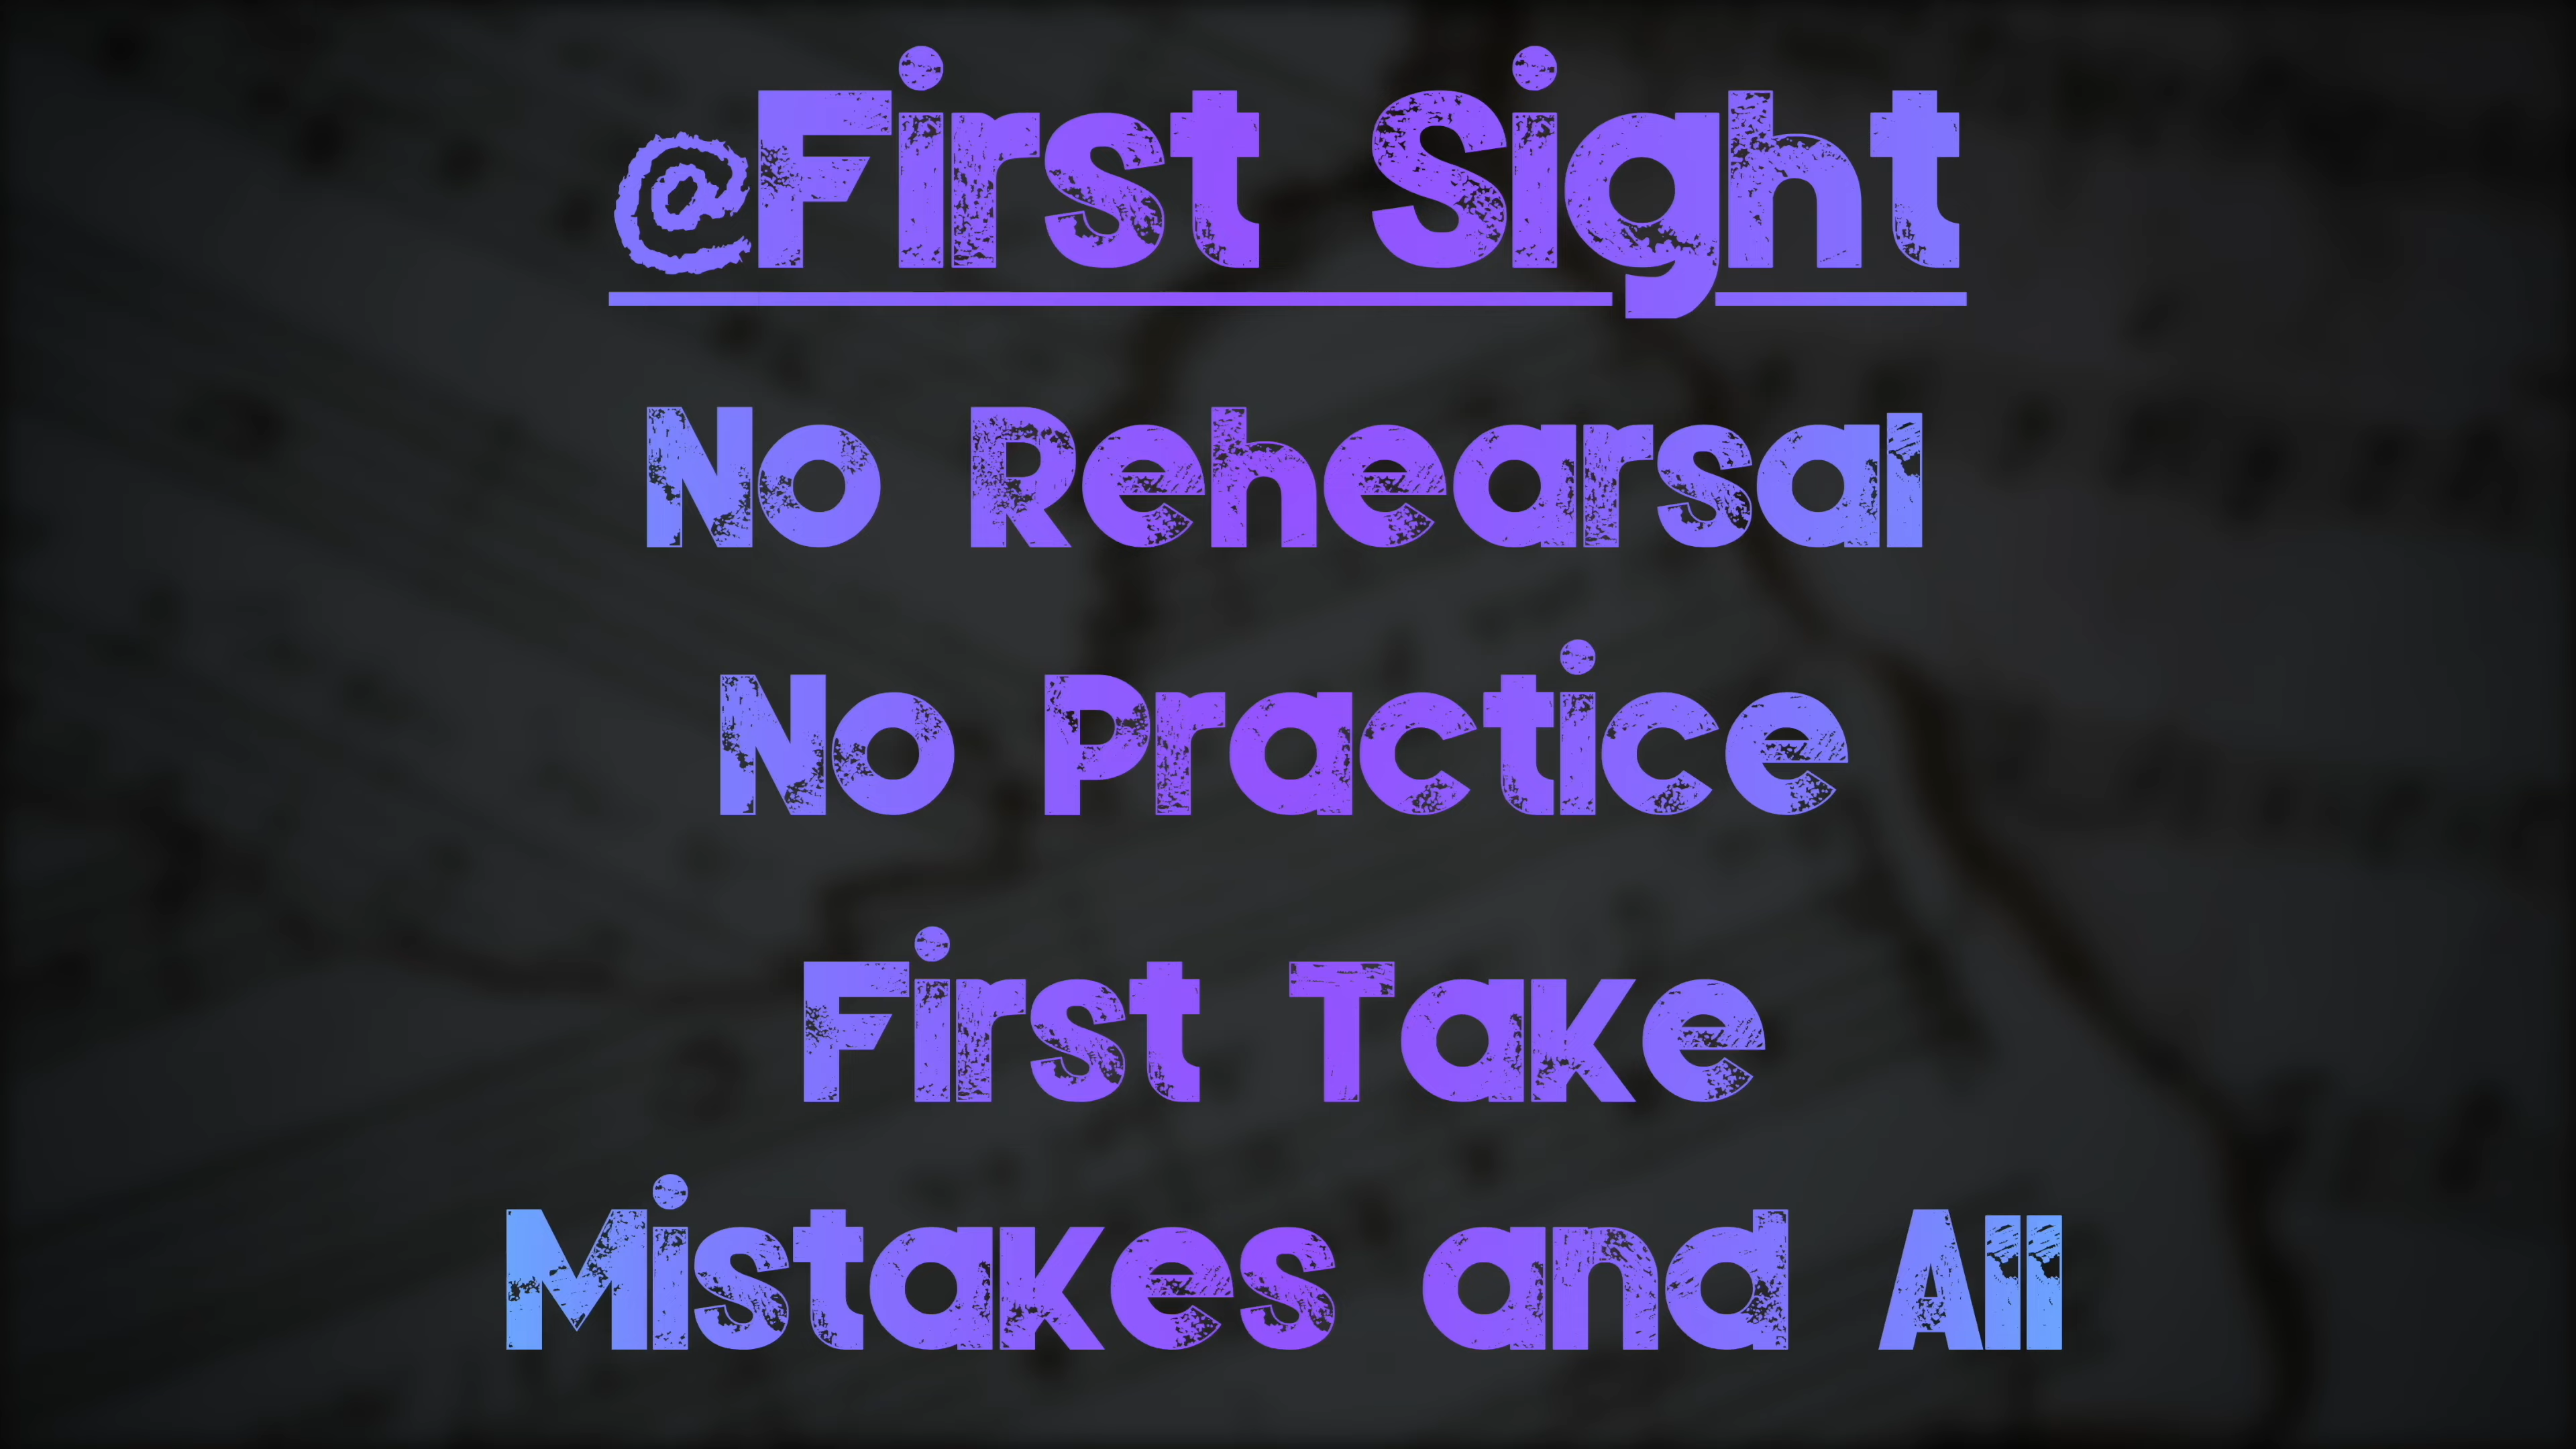 @First Sight
No Rehearsal
No Practice
First Take
Mistakes and All